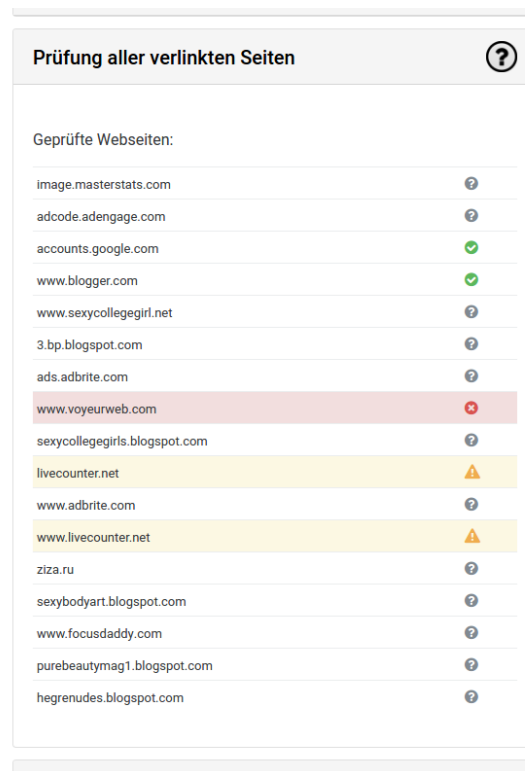 Prüfung aller verlinkten Seiten
Geprüfte Webseiten:
image.masterstats.com
adcode.adengage.com
accounts.google.com
www.blogger.com
www.sexycollegegirl.net
3.bp.blogspot.com
ads.adbrite.com
www.voyeurweb.com
sexycollegegirls.blogspot.com
livecounter.net
www.adbrite.com
www.livecounter.net
ziza.ru
sexybodyart.blogspot.com
www.focusdaddy.com
purebeautymag1.blogspot.com
hegrenudes.blogspot.com